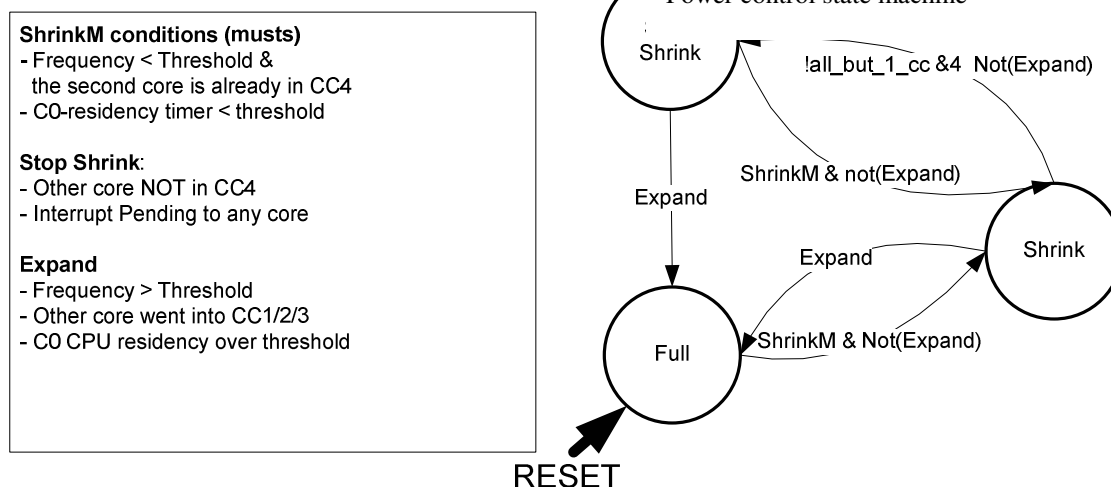 ShrinkM conditions (musts)
- Frequency < Threshold &
the second core is already in CC4
- C0-residency timer < threshold
Stop Shrink:
- Other core NOT in CC4
- Interrupt Pending to any core
Expand
- Frequency > Threshold
- Other core went into CC1/2/3
- C0 CPU residency over threshold
Power control state machine
Shrink
!all_but_1_cc &4 Not(Expand)
ShrinkM & not(Expand)
Expand
Shrink
Expand
ShrinkM & Not(Expand)
Full
RESET